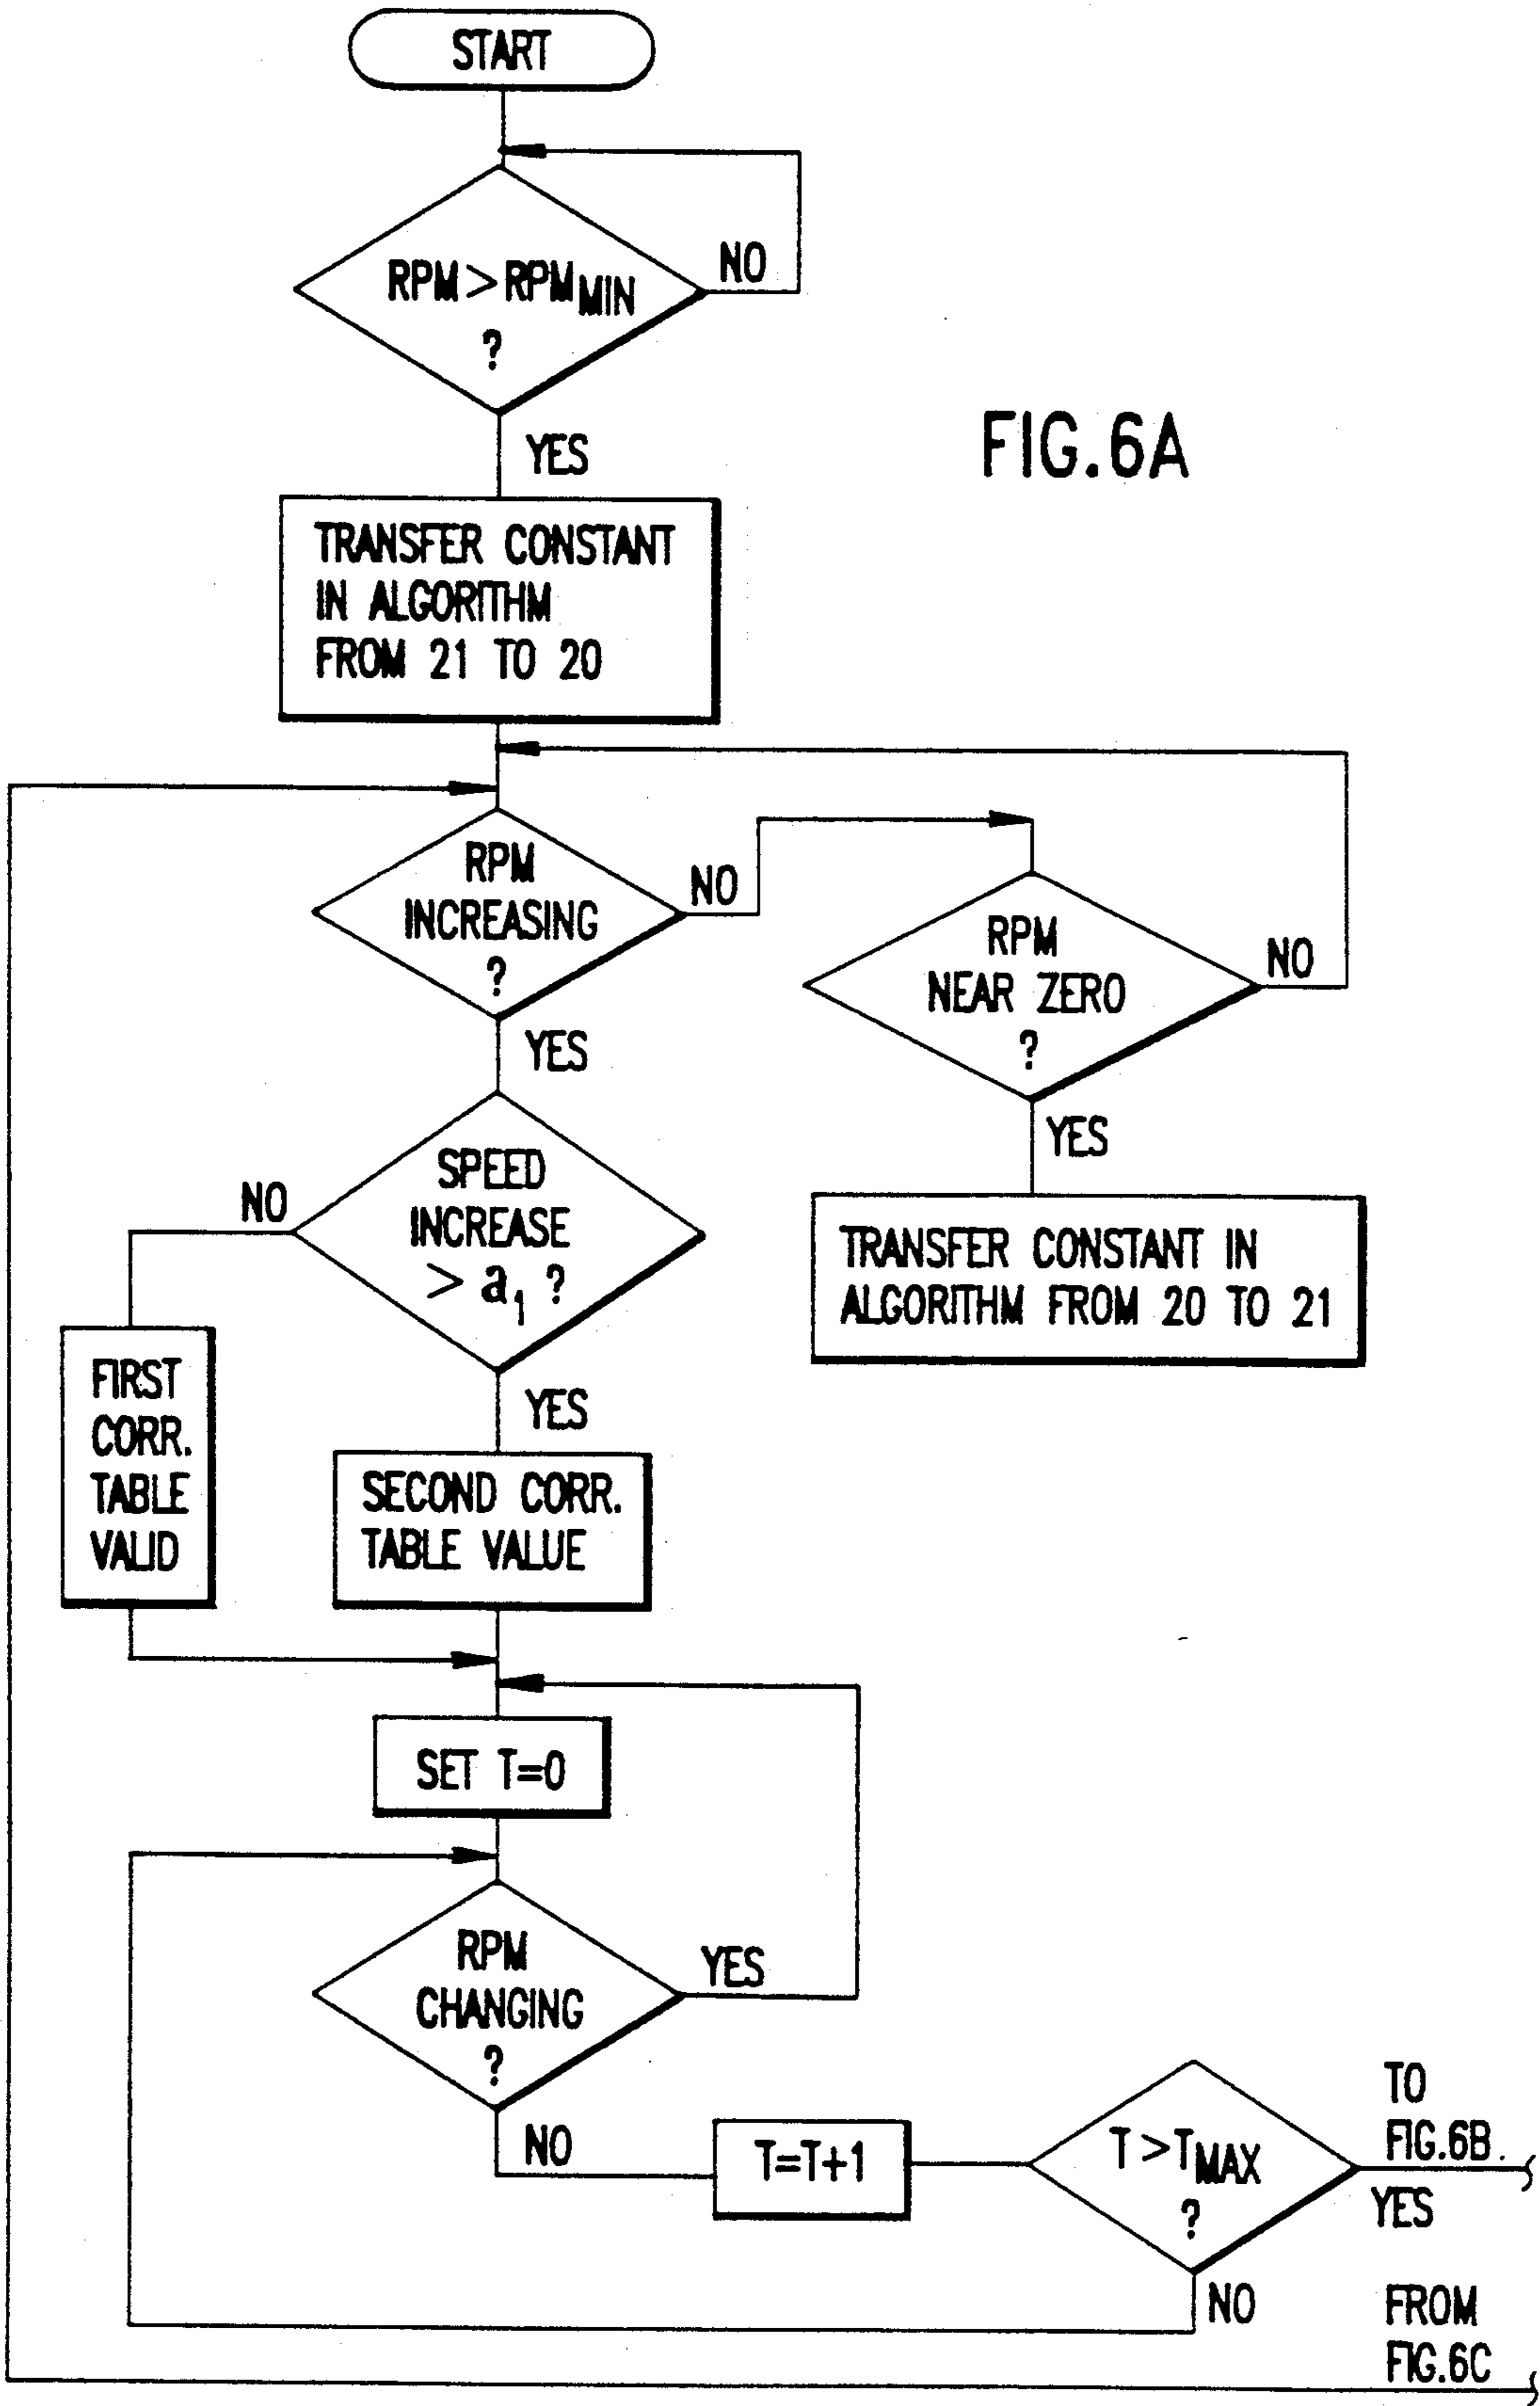 START
RPM > RPMMIN
?
NO
YES
FIG.6A
TRANSFER CONSTANT
IN ALGORITHM
FROM 21 TO 20
RPM
INCREASING
?
NO
YES
RPM
NEAR ZERO
?
NO
YES
TRANSFER CONSTANT IN
ALGORITHM FROM 20 TO 21
SPEED
INCREASE
> a1 ?
NO
YES
FIRST
CORR.
TABLE
VALID
SECOND CORR.
TABLE VALUE
SET T=0
RPM
CHANGING
?
YES
NO
T=T+1
T >TMAX
?
TO
FIG.6B.
YES
NO
FROM
FIG.6C